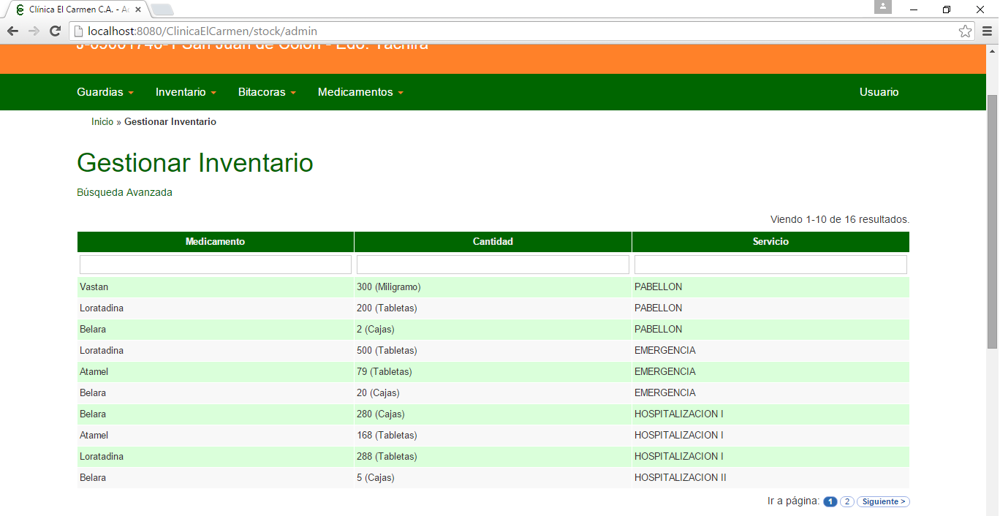 Clínica El Carmen C.A. - Ac
localhost:8080/ClinicaElCarmen/stock/admin
San Juan de Colón - Edo. Táchira
Guardias Inventario Bitacoras Medicamentos Usuario
Inicio » Gestionar Inventario
Gestionar Inventario
Búsqueda Avanzada
Viendo 1-10 de 16 resultados.
Medicamento Cantidad Servicio
Vastan 300 (Miligramo) PABELLON
Loratadina 200 (Tabletas) PABELLON
Belara 2 (Cajas) PABELLON
Loratadina 500 (Tabletas) EMERGENCIA
Atamel 79 (Tabletas) EMERGENCIA
Belara 20 (Cajas) EMERGENCIA
Belara 280 (Cajas) HOSPITALIZACION I
Atamel 168 (Tabletas) HOSPITALIZACION I
Loratadina 288 (Tabletas) HOSPITALIZACION I
Belara 5 (Cajas) HOSPITALIZACION II
Ir a página: 1 2 Siguiente >